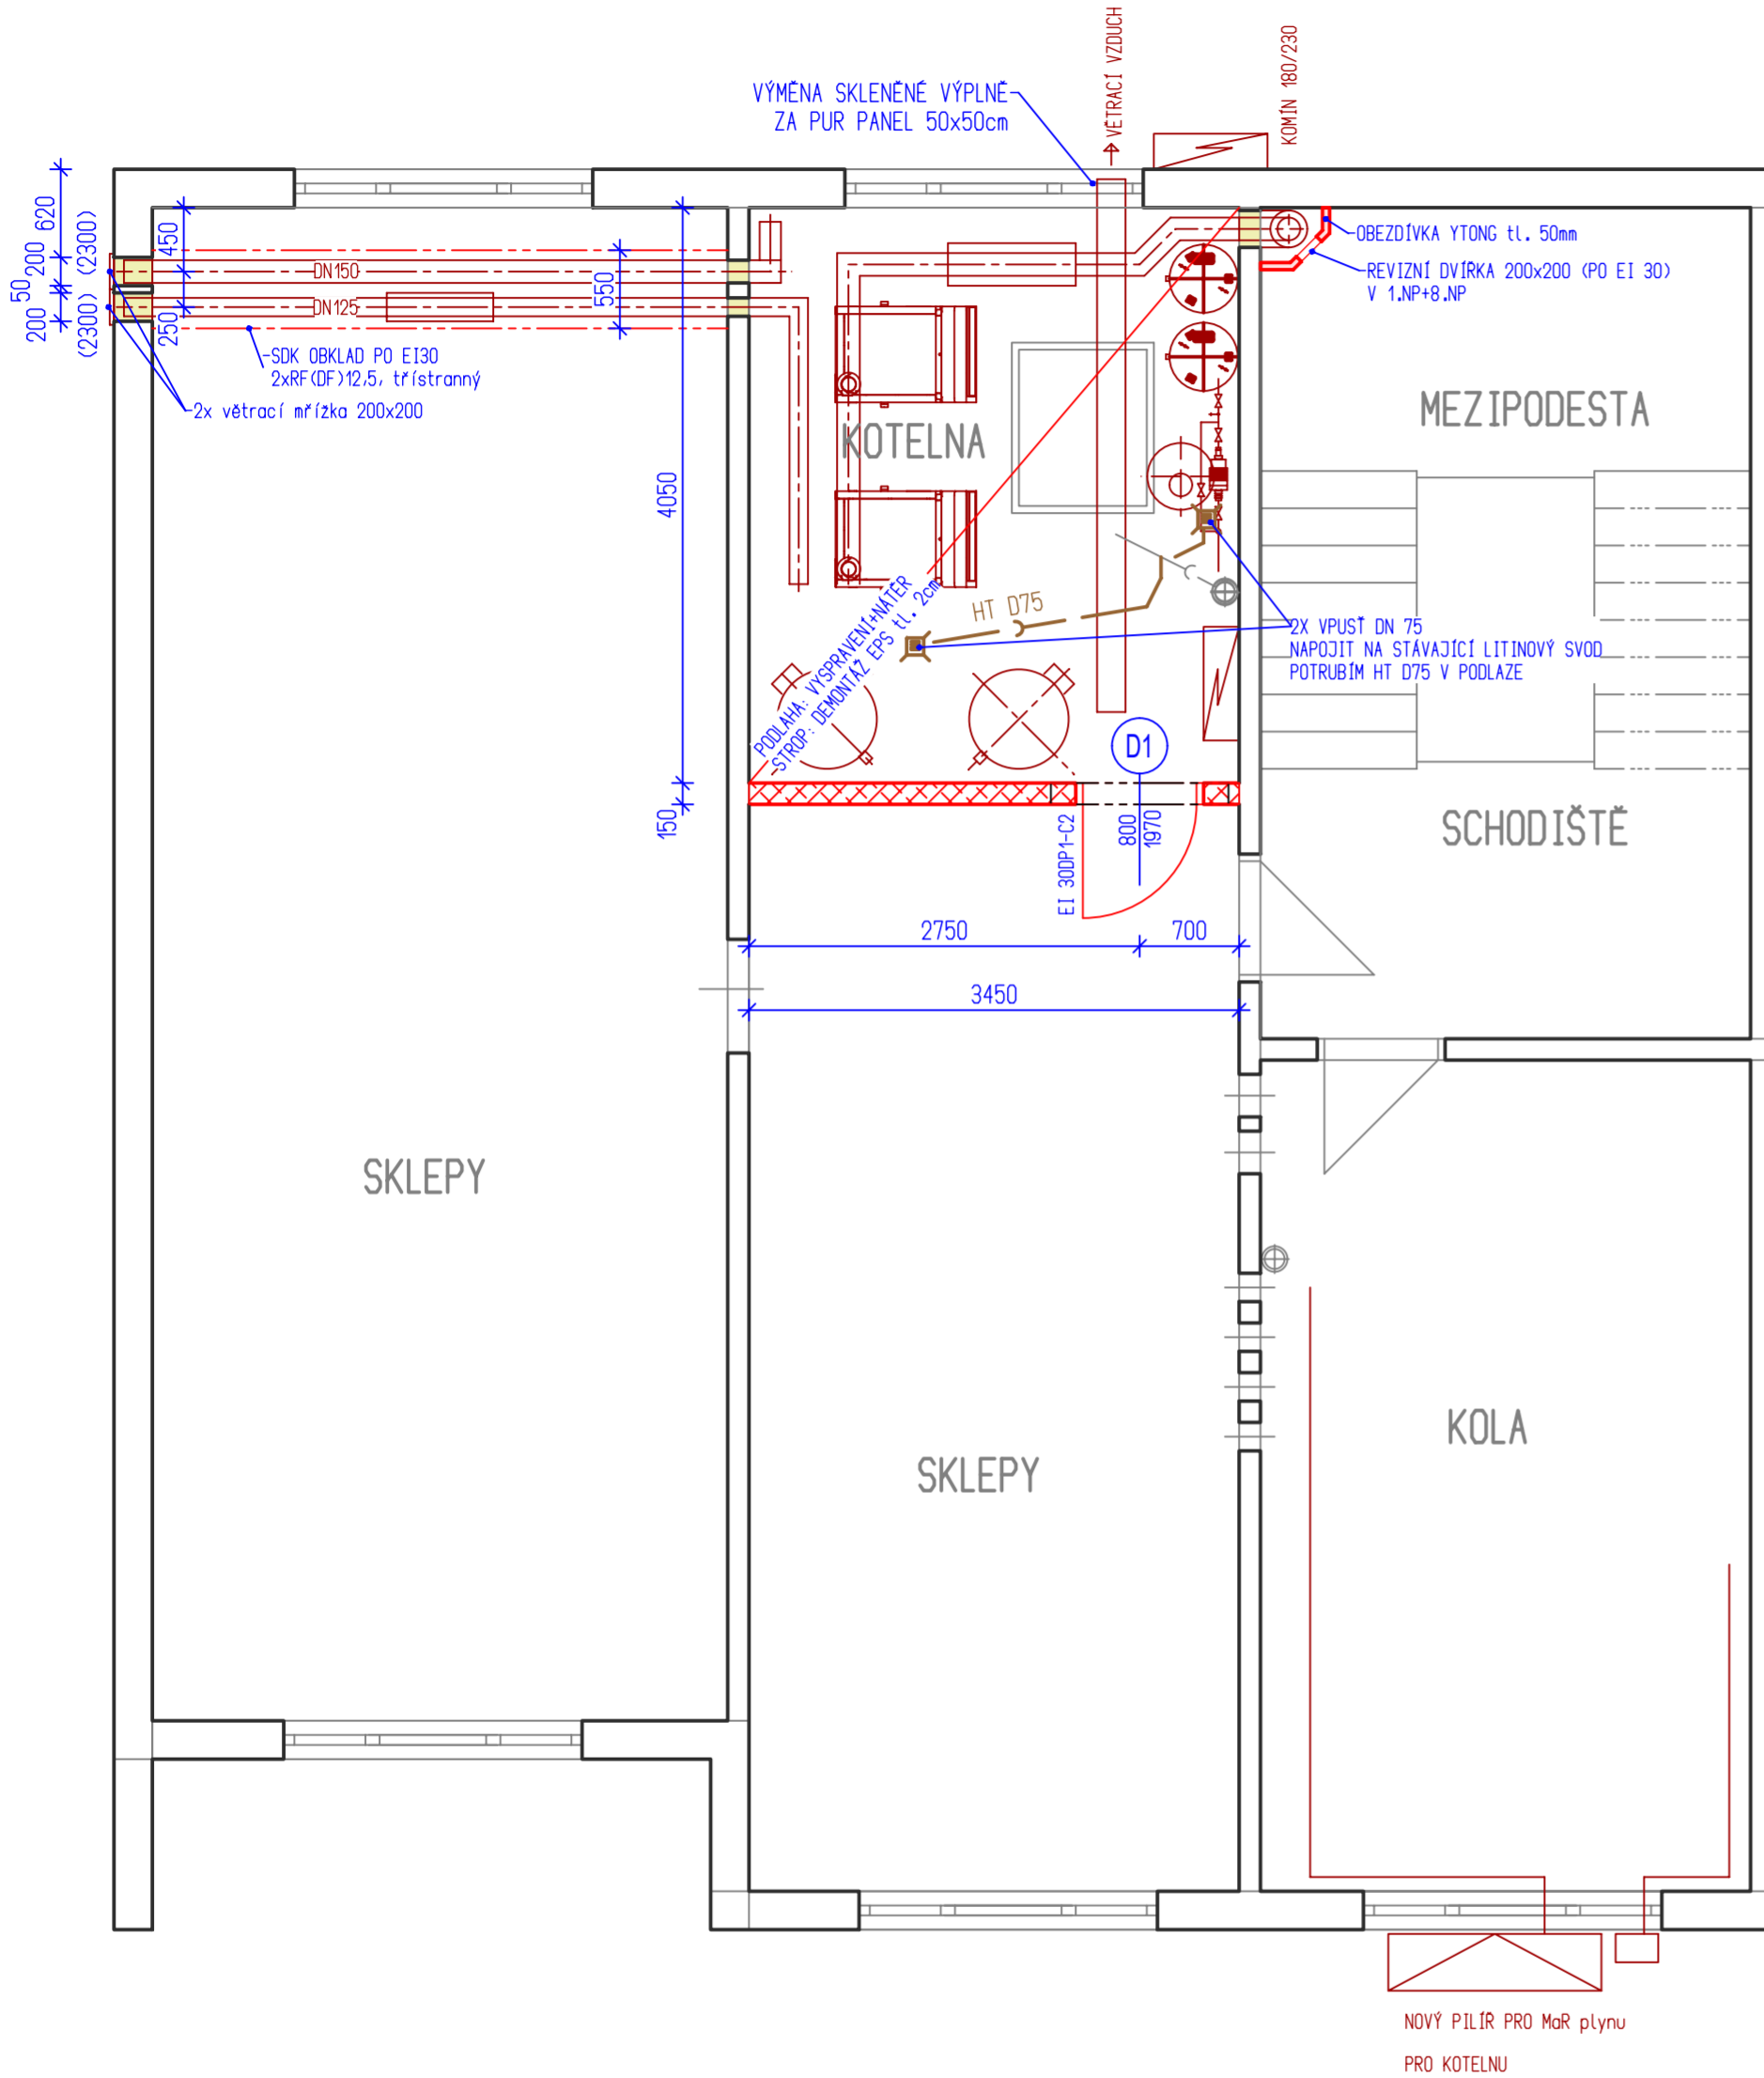 VĚTRACÍ VZDUCH
KOMÍN 180/230
VÝMĚNA SKLENĚNÉ VÝPLNĚ
ZA PUR PANEL 50x50cm
620
200
50
200
(2300)
(2300)
450
250
DN150
DN125
550
OBEZDÍVKA YTONG tl. 50mm
REVIZNÍ DVÍŘKA 200x200 (PO EI 30)
V 1.NP+8.NP
SDK OBKLAD PO EI30
2xRF(DF)12,5, třístranný
2x větrací mřížka 200x200
KOTELNA
MEZIPODESTA
4050
HT D75
PODLAHA: VYSPRAVENÍ+NÁTĚR
STROP: DEMONTÁŽ EPS tl. 2cm
2X VPUSŤ DN 75
NAPOJIT NA STÁVAJÍCÍ LITINOVÝ SVOD
POTRUBÍM HT D75 V PODLAZE
D1
150
EI 30DP1-C2
800
1970
SCHODIŠTĚ
2750
700
3450
SKLEPY
SKLEPY
KOLA
NOVÝ PILÍŘ PRO MaR plynu
PRO KOTELNU